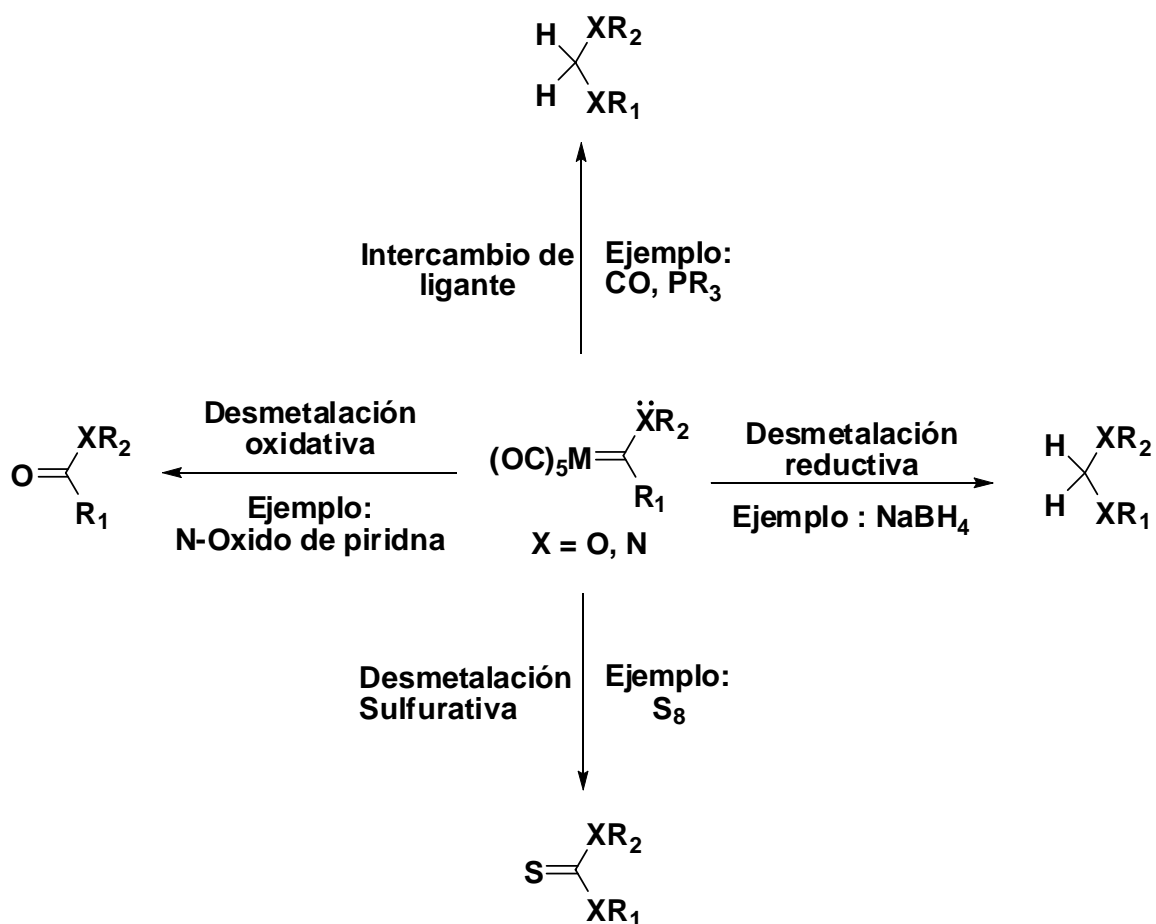 H XR₂
H XR₁
Intercambio de
ligante
Ejemplo:
CO, PR₃
Desmetalación
oxidativa
Ejemplo:
N-Oxido de piridna
O XR₂
R₁
(OC)₅M ẌR₂
R₁
X = O, N
Desmetalación
reductiva
Ejemplo : NaBH₄
H XR₂
H XR₁
Desmetalación
Sulfurativa
Ejemplo:
S₈
S XR₂
XR₁